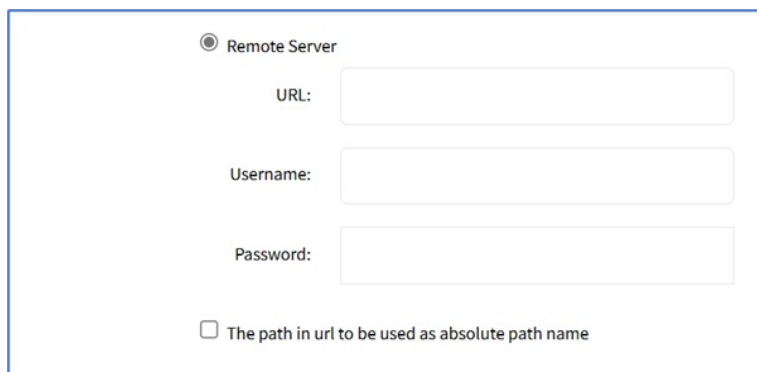 Remote Server
URL:
Username:
Password:
The path in url to be used as absolute path name